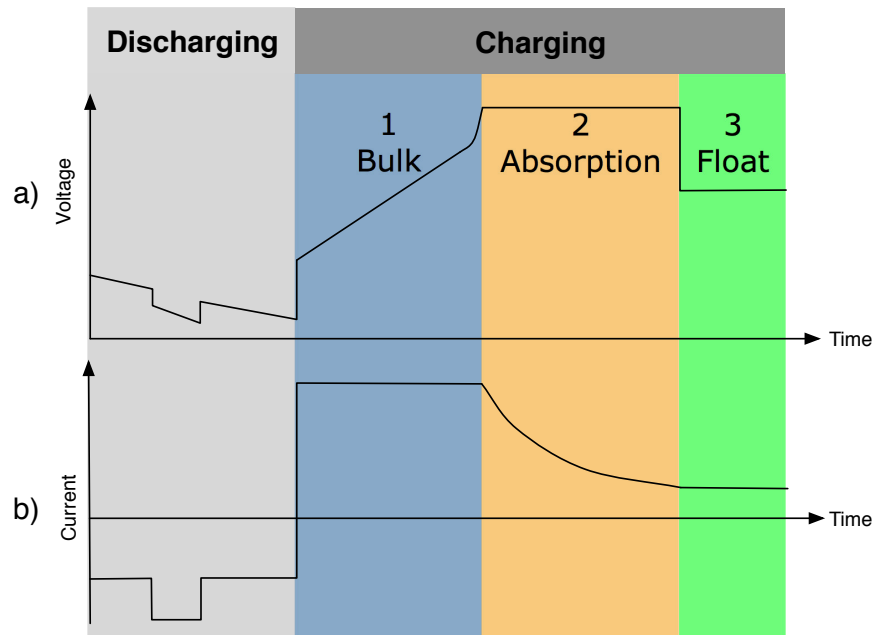 Discharging
Charging
1
Bulk
2
Absorption
3
Float
a)
Voltage
Time
b)
Current
Time